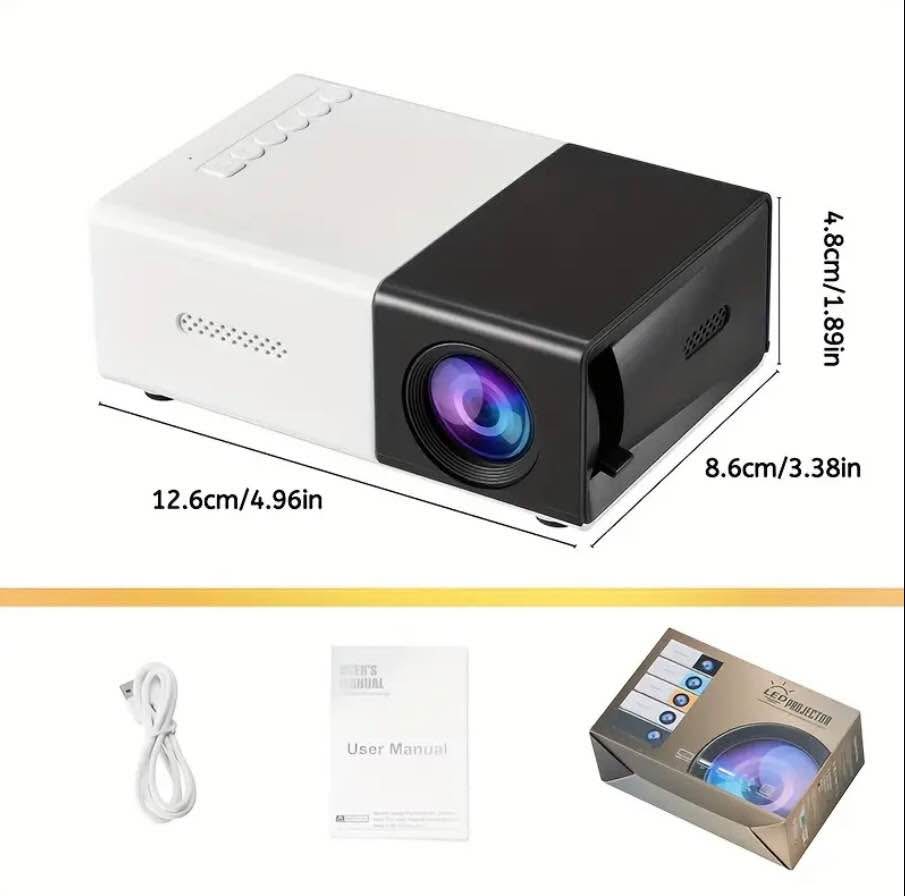 4.8cm/1.89in
8.6cm/3.38in
12.6cm/4.96in
USER'S
MANUAL
User Manual
LED PROJECTOR